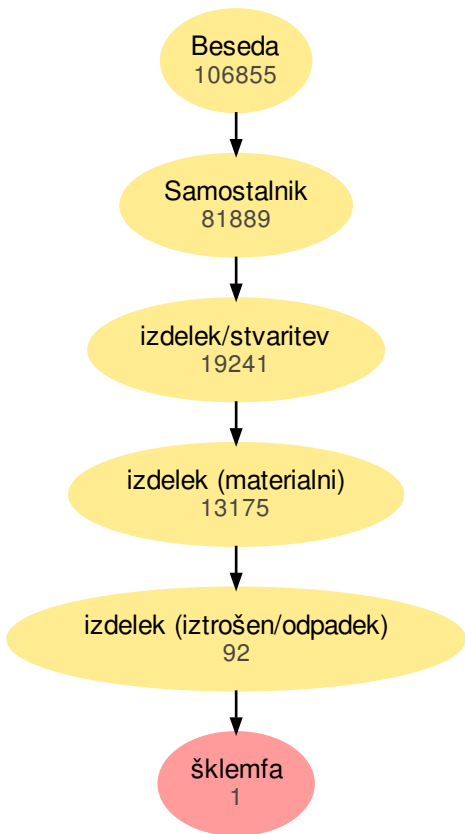 Beseda
106855
Samostalnik
81889
izdelek/stvaritev
19241
izdelek (materialni)
13175
izdelek (iztrošen/odpadek)
92
šklemfa
1